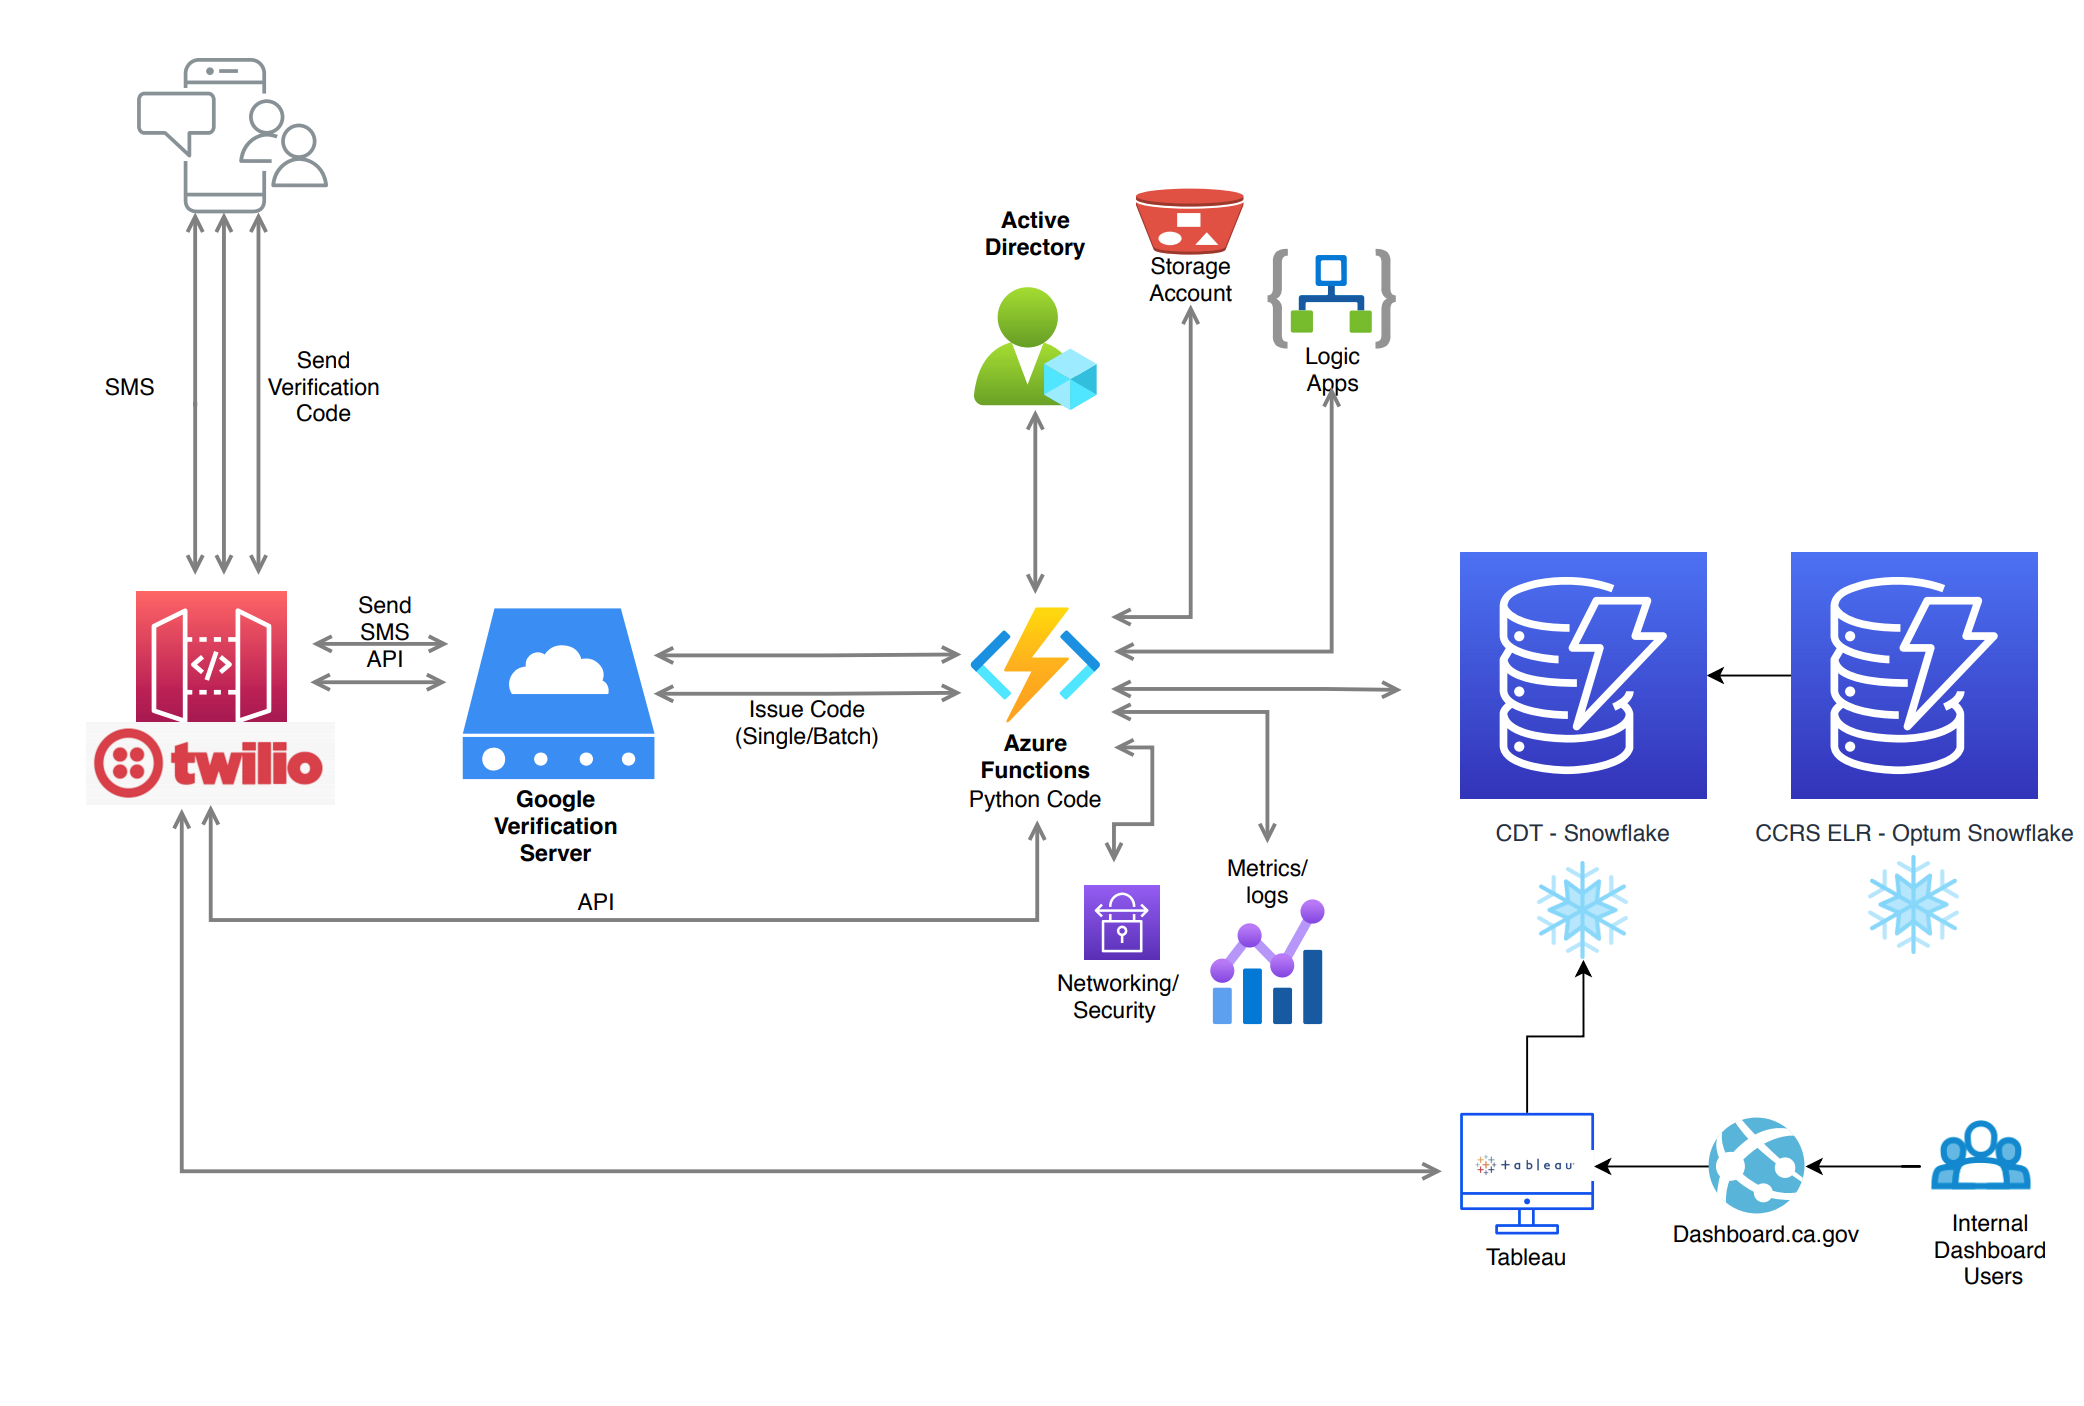 Active
Directory
Storage
Account
Logic
Apps
SMS
Send
Verification
Code
Send
SMS
API
twilio
Google
Verification
Server
Issue Code
(Single/Batch)
Azure
Functions
Python Code
API
Networking/
Security
Metrics/
logs
CDT - Snowflake
CCRS ELR - Optum Snowflake
+ableau
Tableau
Dashboard.ca.gov
Internal
Dashboard
Users